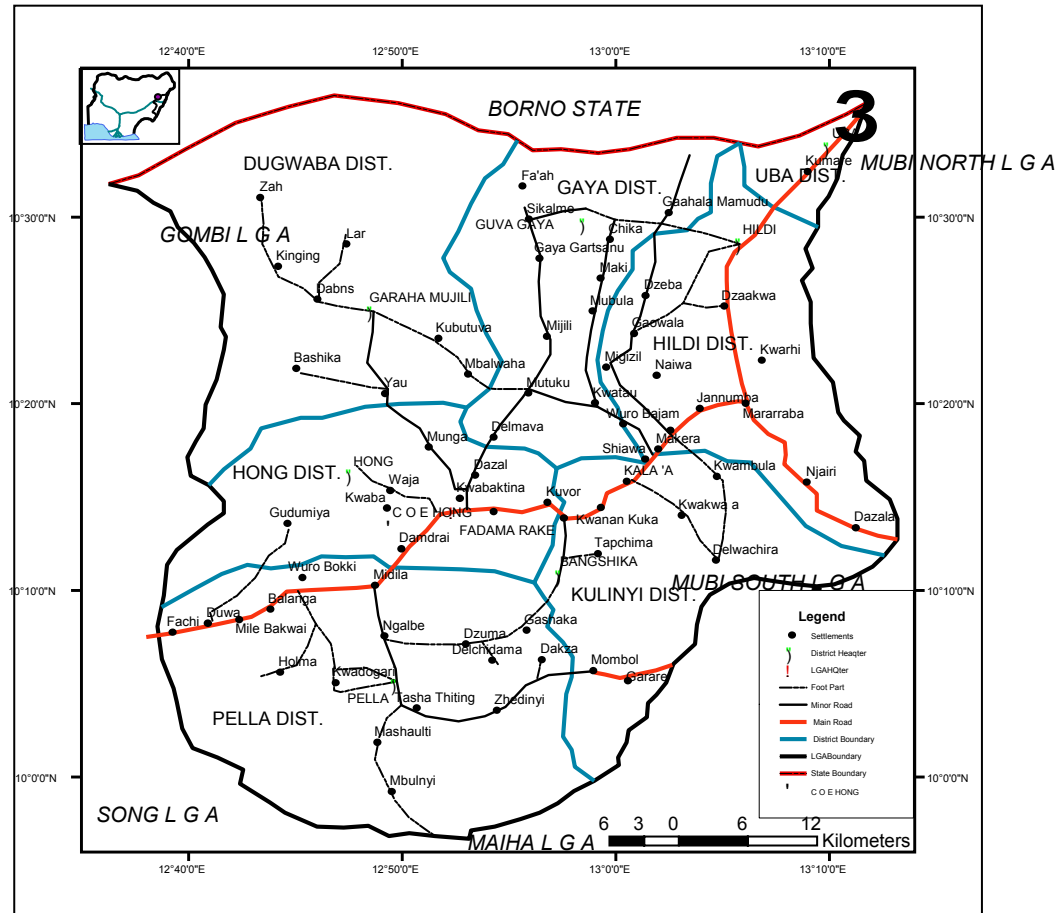 12°40'0"E
12°50'0"E
13°0'0"E
13°10'0"E
3
BORNO STATE
MUBI NORTH L G A
DUGWABA DIST.
Fa'ah
GAYA DIST.
Kumare
UBA DIST.
Zah
Gaahala Mamudu
10°30'0"N
10°30'0"N
Sikalme
GUVA GAYA
Chika
HILDI
GOMBI L G A
Lar
Kinging
Gaya Gartsanu
Maki
Dabns
GARAHA MUJILI
Mubula
Dzeba
Dzaakwa
Kubutuva
Mijili
Gaowala
HILDI DIST.
Kwarhi
Bashika
Mbalwaha
Migizil
Naiwa
Yau
Mutuku
Kwatau
Jannumba
10°20'0"N
10°20'0"N
Mararraba
Wuro Bajam
Munga
Delmava
Makera
Shiawa
HONG DIST.
HONG
Dazal
KALA 'A
Kwambula
Njairi
Waja
Kwaba
Kwabaktina
Kuvor
C O E HONG
Kwakwa a
Gudumiya
FADAMA RAKE
Kwanan Kuka
Dazala
Damdrai
Tapchima
Delwachira
BANGSHIKA
Wuro Bokki
Midila
MUBI SOUTH L G A
10°10'0"N
10°10'0"N
KULINYI DIST.
Balanga
Duwa
Fachi
Mile Bakwai
Ngalbe
Gashaka
Dzuma
Delchidama
Dakza
Holma
Kwadogari
Mombol
Garare
PELLA
Tasha Thiting
Zhedinyi
PELLA DIST.
Mashaulti
Mbulnyi
10°0'0"N
10°0'0"N
Legend
Settlements
District Heaqter
LGAHQter
Foot Part
Minor Road
Main Road
District Boundary
LGABoundary
State Boundary
C O E HONG
SONG L G A
MAIHA L G A
6 3 0 6 12
Kilometers
12°40'0"E
12°50'0"E
13°0'0"E
13°10'0"E